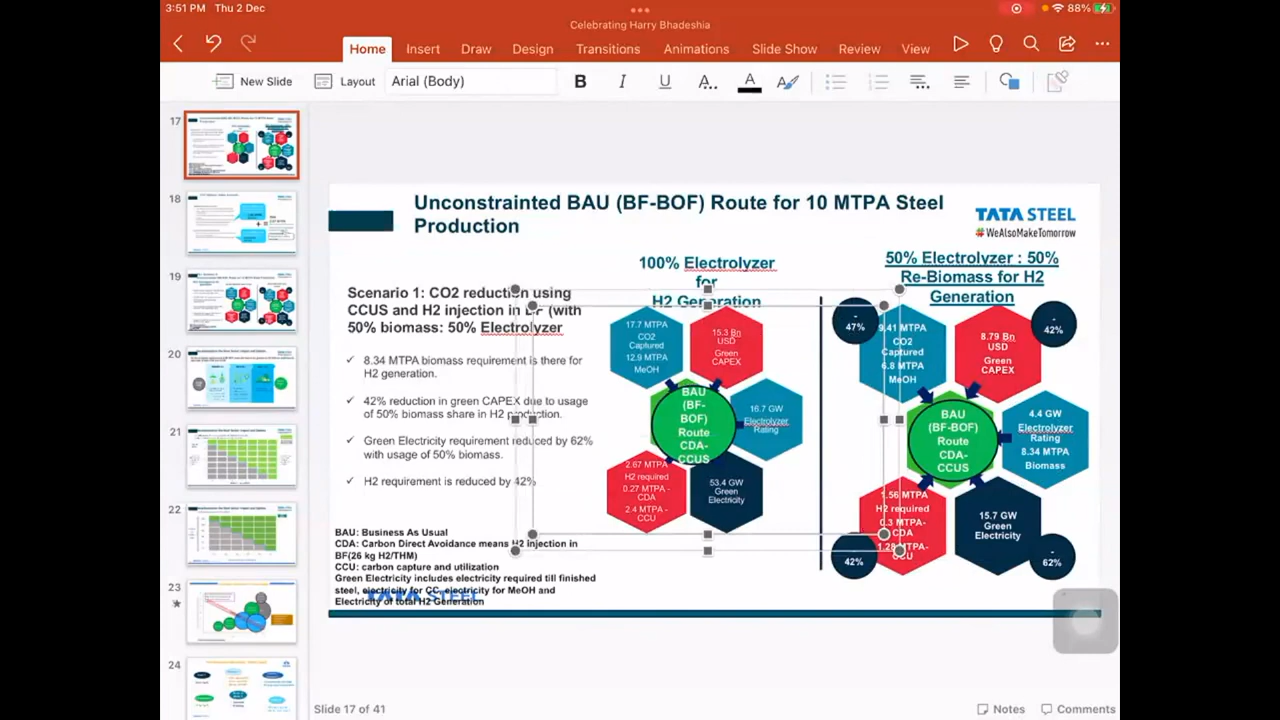 3:51 PM Thu 2 Dec
88%
Celebrating Harry Bhadeshia
Home Insert Draw Design Transitions Animations Slide Show Review View
New Slide Layout Arial (Body) B I U A.. A
17
18
19
20
21
22
23
24
Unconstrainted BAU (BF-BOF) Route for 10 MTPA Steel
Production
TATA STEEL
#WeAlsoMakeTomorrow
Scenario 1: CO2
using
CCUS and H2 injection in BF (with
50% biomass: 50% Electrolyzer
✓ 8.34 MTPA biomass requirement is there for
H2 generation.
✓ 42% reduction in green CAPEX due to usage
of 50% biomass share in H2 production.
✓ Green Electricity requirement reduced by 62%
with usage of 50% biomass.
✓ H2 requirement is reduced by 42%
BAU: Business As Usual
CDA: Carbon Direct Avoidance means H2 injection in
BF(26 kg H2/THM)
CCU: carbon capture and utilization
Green Electricity includes electricity required till finished
steel, electricity for CC, electricity for MeOH and
Electricity of total H2 Generation
TATA STEEL
100% Electrolyzer
for
H2 Generation
17.7 MTPA
CO2
Captured
12.9 MTPA
MeOH
15.3 Bn
USD
Green
CAPEX
BAU
(BF-
BOF)
Route
CDA-
CCUS
16.7 GW
Electrolyzer
Rating
2.67 MTPA
H2 required
0.27 MTPA -
CDA
2.4 MTPA -
CCU
53.4 GW
Green
Electricity
50% Electrolyzer : 50%
Re-Biomass for H2
Generation
-
47%
-
42%
9.41 MTPA
CO2
Captured
6.8 MTPA
MeOH
8.79 Bn
USD
Green
CAPEX
BAU
(BF-BOF)
Route
CDA-
CCUS
4.4 GW
Electrolyzer
Rating
8.34 MTPA
Biomass
1.56 MTPA
H2 required
0.3 MTPA-
CDA
MTPA-
CCU
15.7 GW
Green
Electricity
-
42%
-
62%
Slide 17 of 41
Notes Comments